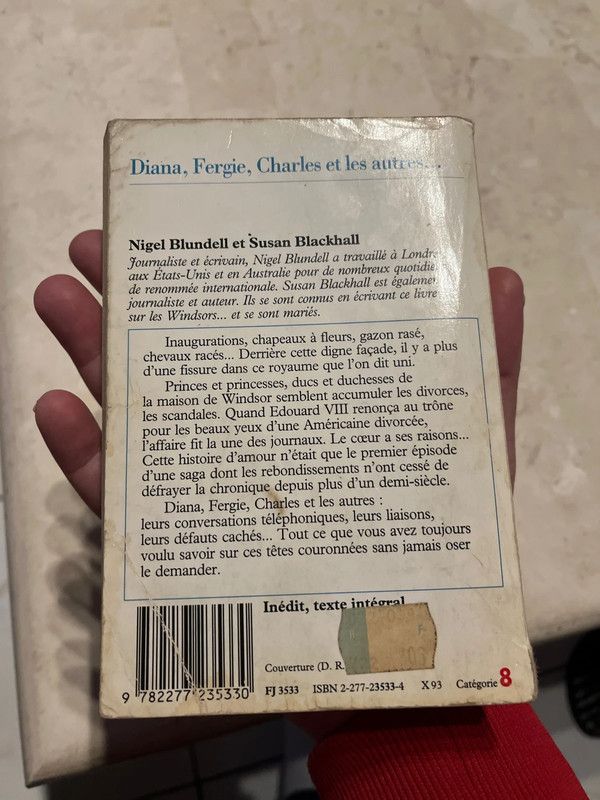 Diana, Fergie, Charles et les autres...
Nigel Blundell et Susan Blackhall
Journaliste et écrivain, Nigel Blundell a travaillé à
aux États-Unis et en Australie pour de nombreux
de renommée internationale. Susan Blackhall est
journaliste et auteur. Ils se sont connus en écrivant ce livre
sur les Windsors... et se sont mariés.
Inaugurations, chapeaux à fleurs, gazon rasé,
chevaux racés... Derrière cette digne façade, il y a plus
d'une fissure dans ce royaume que l'on dit uni.
Princes et princesses, ducs et duchesses de
la maison de Windsor semblent accumuler les divorces,
les scandales. Quand Edouard VIII renonça au trône
pour les beaux yeux d'une Américaine divorcée,
l'affaire fit la une des journaux. Le cœur a ses raisons...
Cette histoire d'amour n'était que le premier épisode
d'une saga dont les rebondissements n'ont cessé de
défrayer la chronique depuis plus d'un demi-siècle.
Diana, Fergie, Charles et les autres :
leurs conversations téléphoniques, leurs liaisons,
leurs défauts cachés... Tout ce que vous avez toujours
voulu savoir sur ces têtes couronnées sans jamais oser
le demander.
Inédit, texte intégral
Couverture (D. R.
9 782277 235330
FJ 3533 ISBN 2-277-23533-4 X 93 Catégorie 8